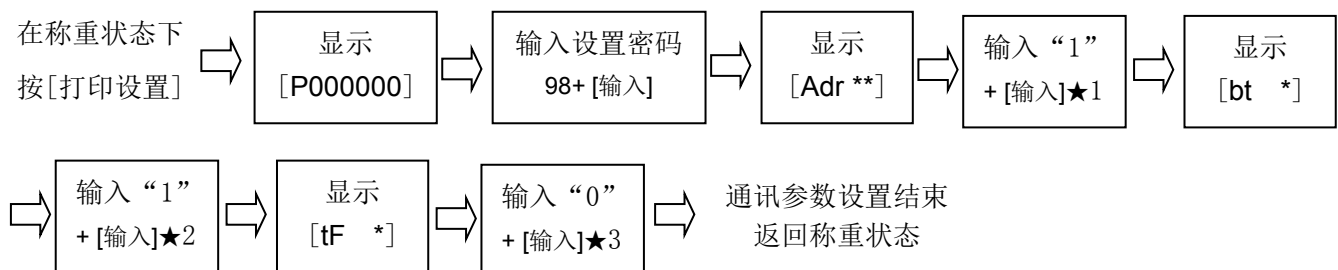 在称重状态下
按[打印设置]
显示
[P000000]
输入设置密码
98+ [输入]
显示
[Adr **]
输入“1”
+ [输入]★1
显示
[bt *]
输入“1”
+ [输入]★2
显示
[tF *]
输入“0”
+ [输入]★3
通讯参数设置结束
返回称重状态